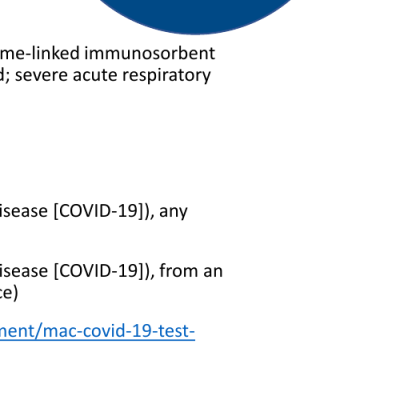 me-linked immunosorbent
; severe acute respiratory
isease [COVID-19]), any
isease [COVID-19]), from an
ce)
ment/mac-covid-19-test-